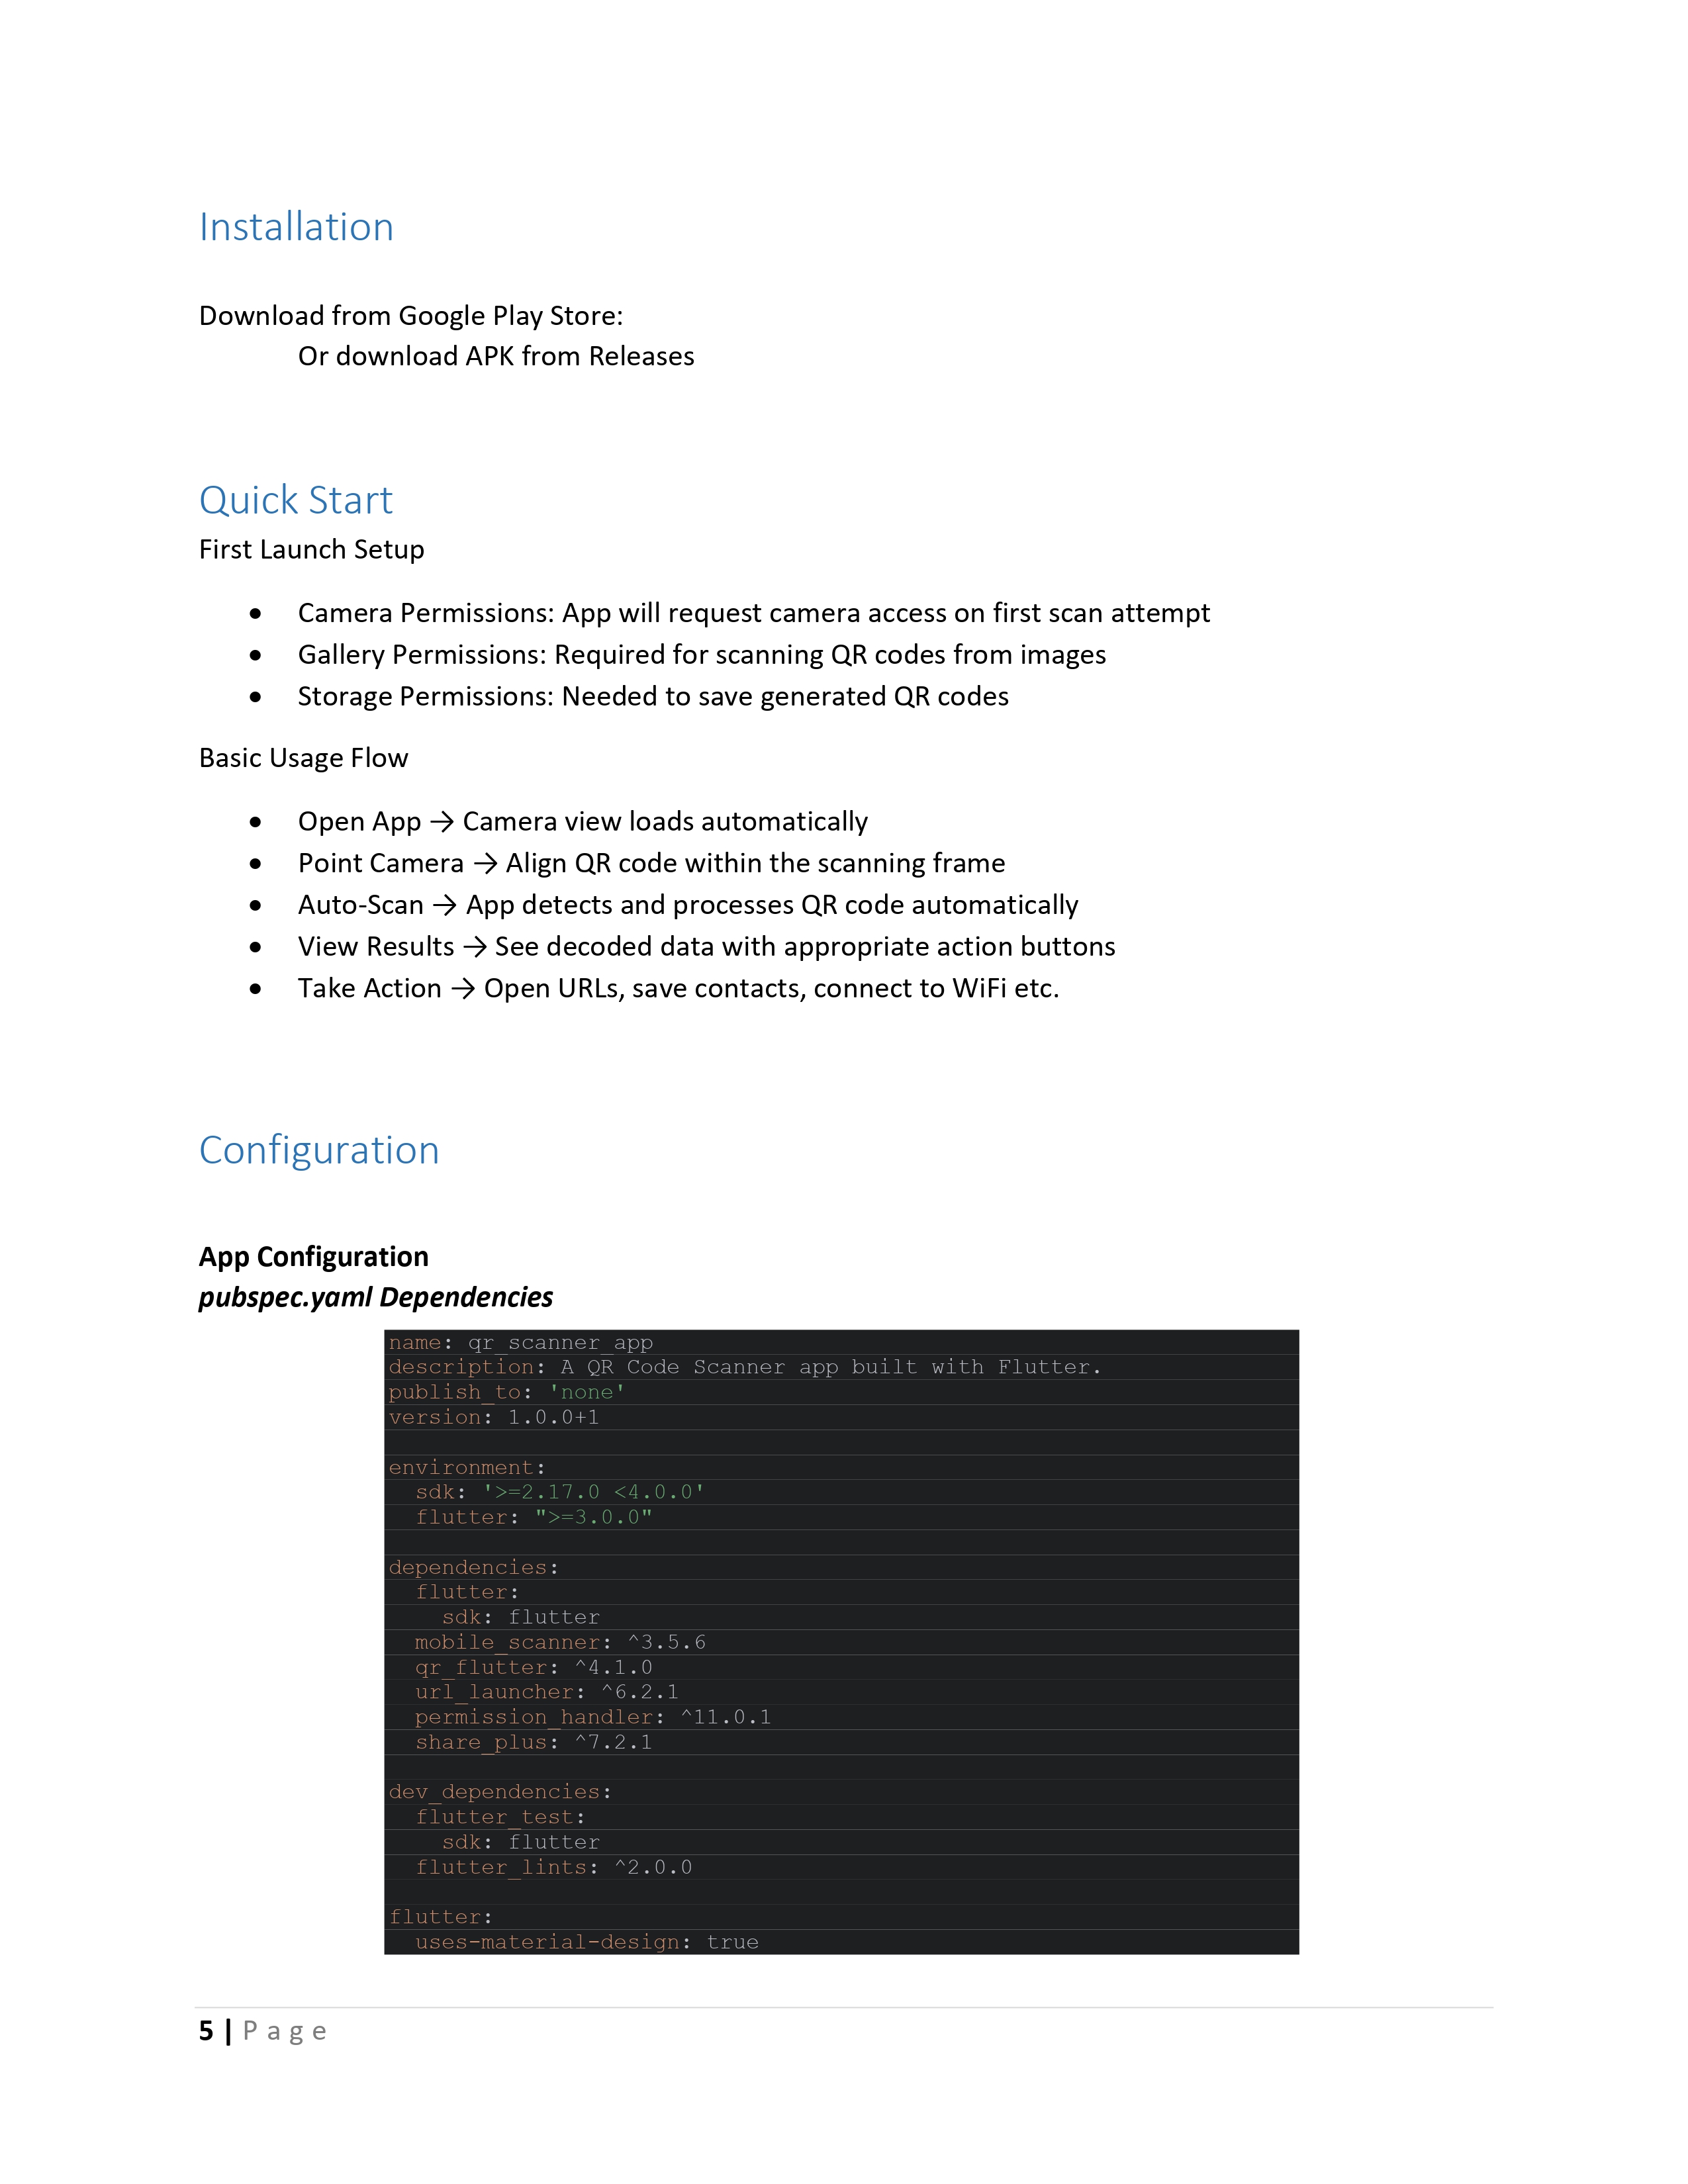 Installation
Download from Google Play Store:
Or download APK from Releases
Quick Start
First Launch Setup
• Camera Permissions: App will request camera access on first scan attempt
• Gallery Permissions: Required for scanning QR codes from images
• Storage Permissions: Needed to save generated QR codes
Basic Usage Flow
• Open App → Camera view loads automatically
• Point Camera → Align QR code within the scanning frame
• Auto-Scan → App detects and processes QR code automatically
• View Results → See decoded data with appropriate action buttons
• Take Action → Open URLs, save contacts, connect to WiFi etc.
Configuration
App Configuration
pubspec.yaml Dependencies
name: qr_scanner_app
description: A QR Code Scanner app built with Flutter.
publish_to: 'none'
version: 1.0.0+1
environment:
  sdk: '>=2.17.0 <4.0.0'
  flutter: ">=3.0.0"
dependencies:
  flutter:
    sdk: flutter
  mobile_scanner: ^3.5.6
  qr_flutter: ^4.1.0
  url_launcher: ^6.2.1
  permission_handler: ^11.0.1
  share_plus: ^7.2.1
dev_dependencies:
  flutter_test:
    sdk: flutter
  flutter_lints: ^2.0.0
flutter:
  uses-material-design: true
5 | Page